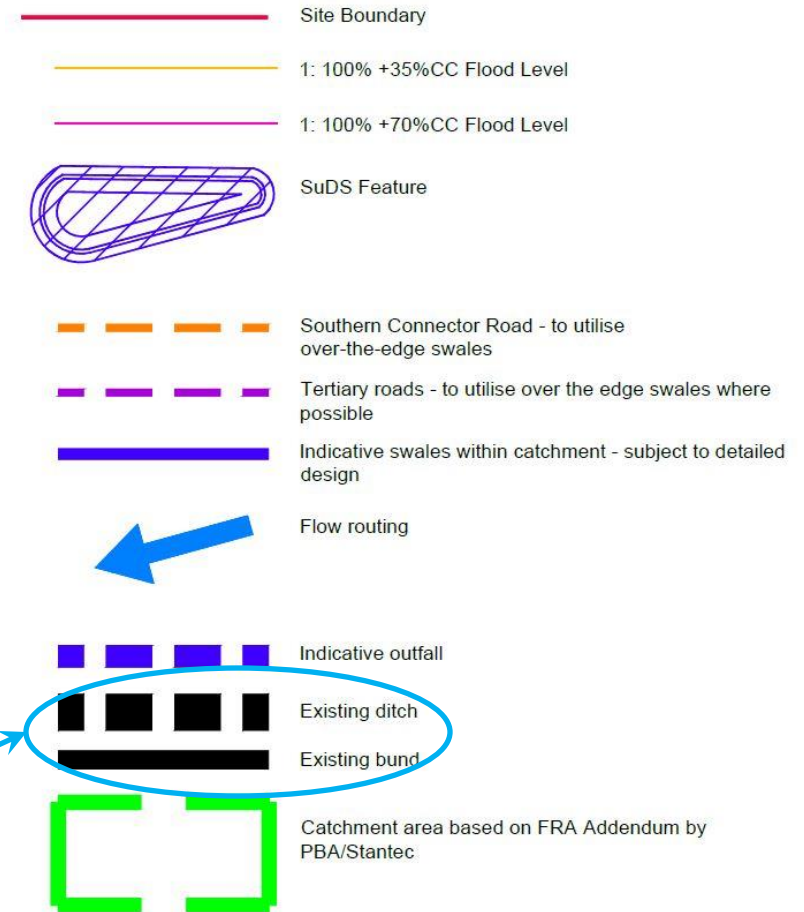 Site Boundary
1: 100% +35%CC Flood Level
1: 100% +70%CC Flood Level
SuDS Feature
Southern Connector Road - to utilise
over-the-edge swales
Tertiary roads - to utilise over the edge swales where
possible
Indicative swales within catchment - subject to detailed
design
Flow routing
Indicative outfall
Existing ditch
Existing bund
Catchment area based on FRA Addendum by
PBA/Stantec